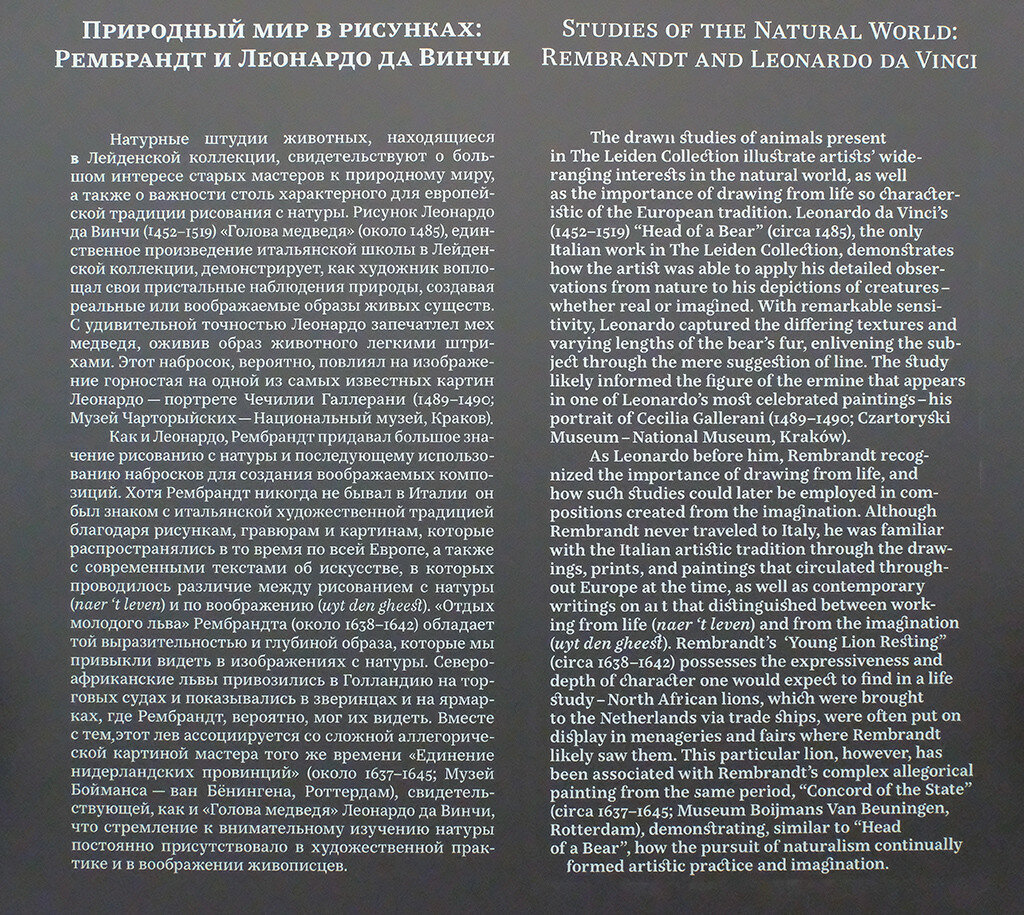 Природный мир в рисунках:
Рембрандт и Леонардо да Винчи
Натурные штудии животных, находящиеся
в Лейденской коллекции, свидетельствуют о боль-
шом интересе старых мастеров к природному миру,
а также о важности столь характерного для европей-
ской традиции рисования с натуры. Рисунок Леонардо
да Винчи (1452–1519) «Голова медведя» (около 1485), един-
ственное произведение итальянской школы в Лейден-
ской коллекции, демонстрирует, как художник вопло-
щал свои пристальные наблюдения природы, создавая
реальные или воображаемые образы живых существ.
С удивительной точностью Леонардо запечатлел мех
медведя, оживив образ животного легкими штри-
хами. Этот набросок, вероятно, повлиял на изображе-
ние горностая на одной из самых известных картин
Леонардо — портрете Чечилии Галлерани (1489–1490;
Музей Чарторыйских — Национальный музей, Краков).
Как и Леонардо, Рембрандт придавал большое зна-
чение рисованию с натуры и последующему использо-
ванию набросков для создания воображаемых компо-
зиций. Хотя Рембрандт никогда не бывал в Италии он
был знаком с итальянской художественной традицией
благодаря рисункам, гравюрам и картинам, которые
распространялись в то время по всей Европе, а также
с современными текстами об искусстве, в которых
проводилось различие между рисованием с натуры
(naer ‘t leven) и по воображению (uyt den gheest). «Отдых
молодого льва» Рембрандта (около 1638–1642) обладает
той выразительностью и глубиной образа, которые мы
привыкли видеть в изображениях с натуры. Северо-
африканские львы привозились в Голландию на тор-
говых судах и показывались в зверинцах и на ярмар-
ках, где Рембрандт, вероятно, мог их видеть. Вместе
с тем,этот лев ассоциируется со сложной аллегориче-
ской картиной мастера того же времени «Единение
нидерландских провинций» (около 1637–1645; Музей
Бойманса — ван Бёнингена, Роттердам), свидетель-
ствующей, как и «Голова медведя» Леонардо да Винчи,
что стремление к внимательному изучению натуры
постоянно присутствовало в художественной прак-
тике и в воображении живописцев.
Studies of the Natural World:
Rembrandt and Leonardo da Vinci
The drawn studies of animals present
in The Leiden Collection illustrate artists’ wide-
ranging interests in the natural world, as well
as the importance of drawing from life so character-
istic of the European tradition. Leonardo da Vinci’s
(1452–1519) “Head of a Bear” (circa 1485), the only
Italian work in The Leiden Collection, demonstrates
how the artist was able to apply his detailed obser-
vations from nature to his depictions of creatures –
whether real or imagined. With remarkable sensi-
tivity, Leonardo captured the differing textures and
varying lengths of the bear’s fur, enlivening the sub-
ject through the mere suggestion of line. The study
likely informed the figure of the ermine that appears
in one of Leonardo’s most celebrated paintings – his
portrait of Cecilia Gallerani (1489–1490; Czartoryski
Museum – National Museum, Kraków).
As Leonardo before him, Rembrandt recog-
nized the importance of drawing from life, and
how such studies could later be employed in com-
positions created from the imagination. Although
Rembrandt never traveled to Italy, he was familiar
with the Italian artistic tradition through the draw-
ings, prints, and paintings that circulated through-
out Europe at the time, as well as contemporary
writings on art that distinguished between work-
ing from life (naer ‘t leven) and from the imagination
(uyt den gheest). Rembrandt’s ‘Young Lion Resting”
(circa 1638–1642) possesses the expressiveness and
depth of character one would expect to find in a life
study – North African lions, which were brought
to the Netherlands via trade ships, were often put on
display in menageries and fairs where Rembrandt
likely saw them. This particular lion, however, has
been associated with Rembrandt’s complex allegorical
painting from the same period, “Concord of the State”
(circa 1637–1645; Museum Boijmans Van Beuningen,
Rotterdam), demonstrating, similar to “Head
of a Bear”, how the pursuit of naturalism continually
formed artistic practice and imagination.